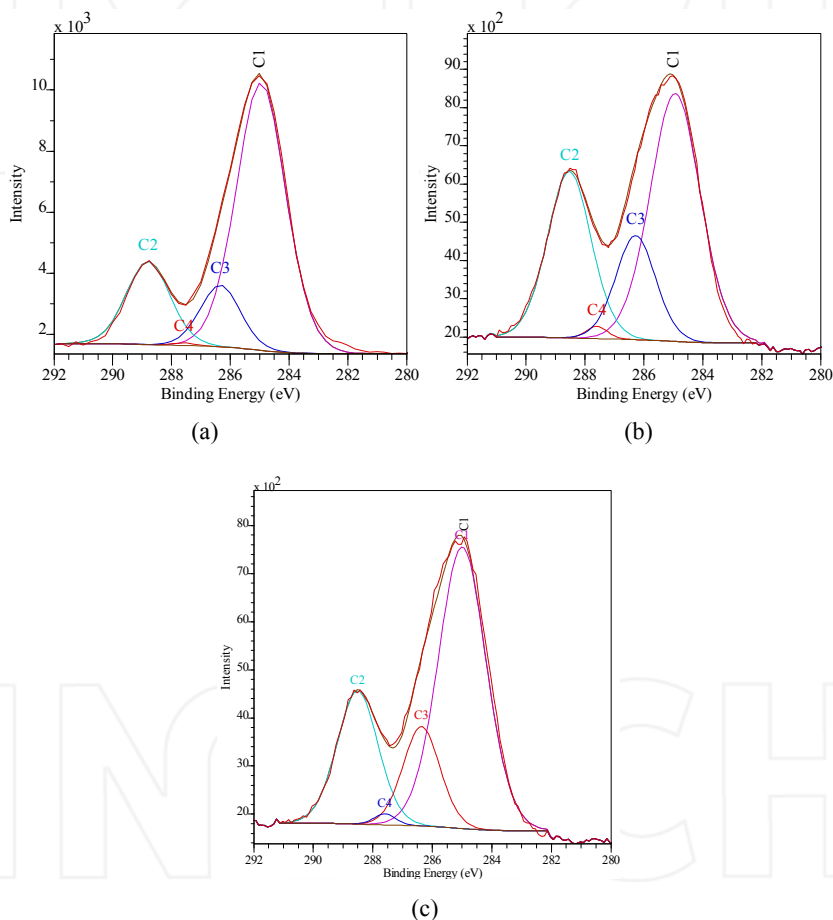 x 10³
C1
10
8
6
4
2
Intensity
C2
C3
C4
292 290 288 286 284 282 280
Binding Energy (eV)
(a)
x 10²
C1
90
80
70
60
50
40
30
20
Intensity
C2
C3
C4
292 290 288 286 284 282 280
Binding Energy (eV)
(b)
x 10²
C1
80
70
60
50
40
30
20
Intensity
C2
C3
C4
292 290 288 286 284 282 280
Binding Energy (eV)
(c)